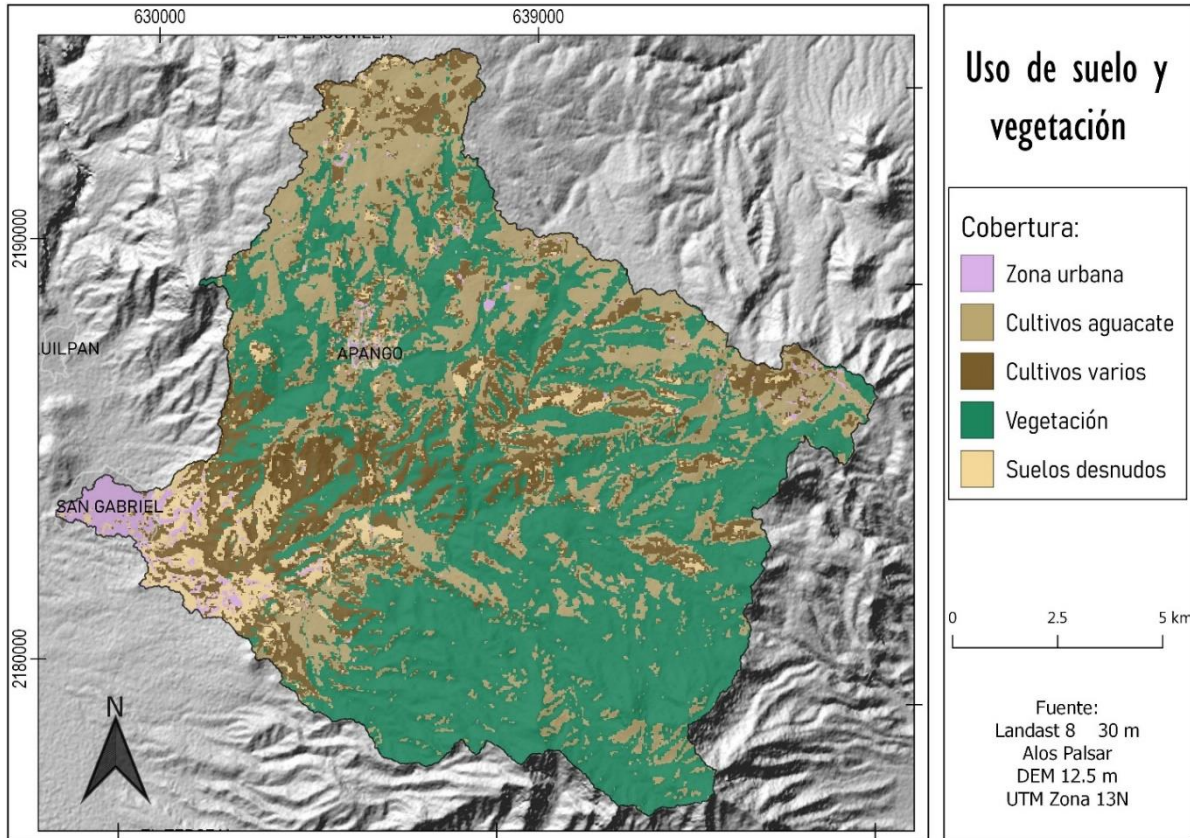 630000
639000
2190000
2180000
UILPAN
APANGO
SAN GABRIEL
N
Uso de suelo y
vegetación
Cobertura:
Zona urbana
Cultivos aguacate
Cultivos varios
Vegetación
Suelos desnudos
0 2.5 5 km
Fuente:
Landast 8 30 m
Alos Palsar
DEM 12.5 m
UTM Zona 13N